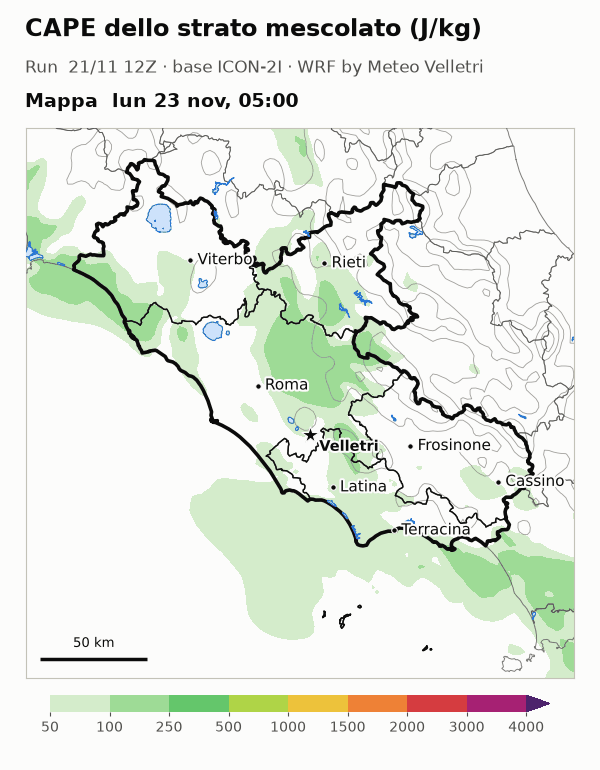 CAPE dello strato mescolato (J/kg)
Run 21/11 12Z · base ICON-2I · WRF by Meteo Velletri
Mappa lun 23 nov, 05:00
Viterbo
Rieti
Roma
Velletri
Frosinone
Latina
Cassino
Terracina
50 km
50 100 250 500 1000 1500 2000 3000 4000